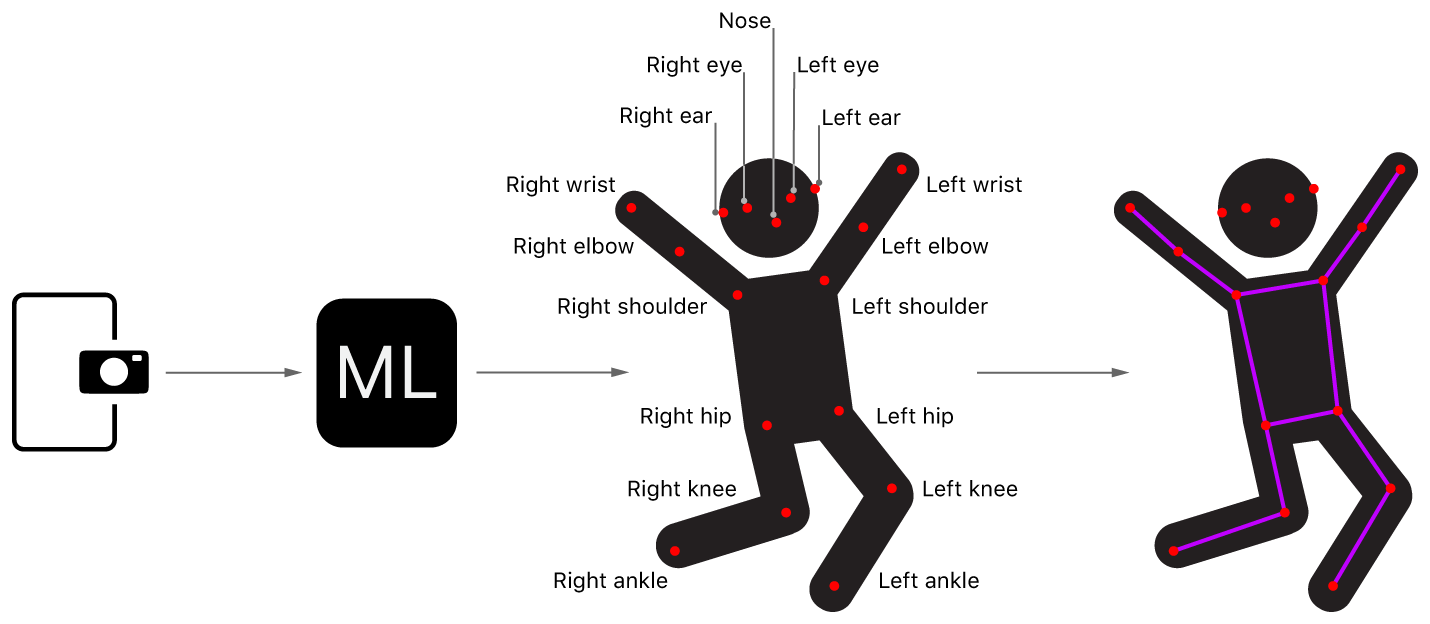 Nose
Right eye
Left eye
Right ear
Left ear
Right wrist
Left wrist
Right elbow
Left elbow
Right shoulder
Left shoulder
ML
Right hip
Left hip
Right knee
Left knee
Right ankle
Left ankle